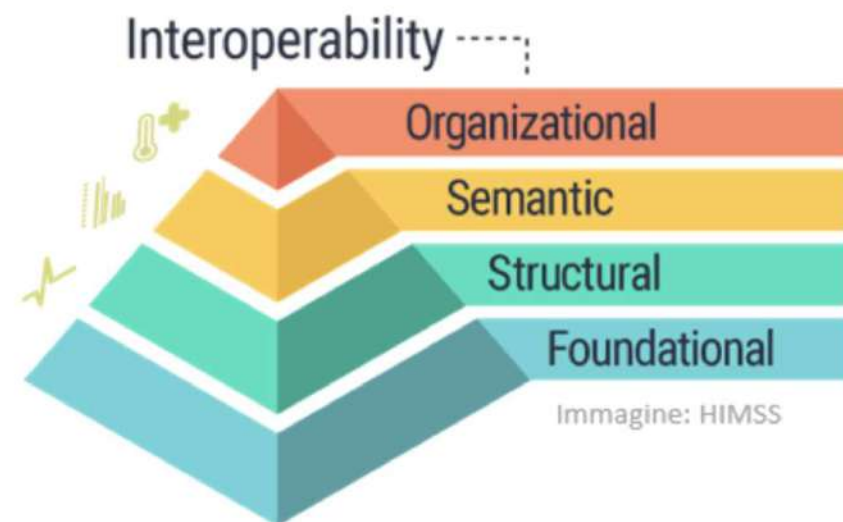 Interoperability
Organizational
Semantic
Structural
Foundational
Immagine: HIMSS